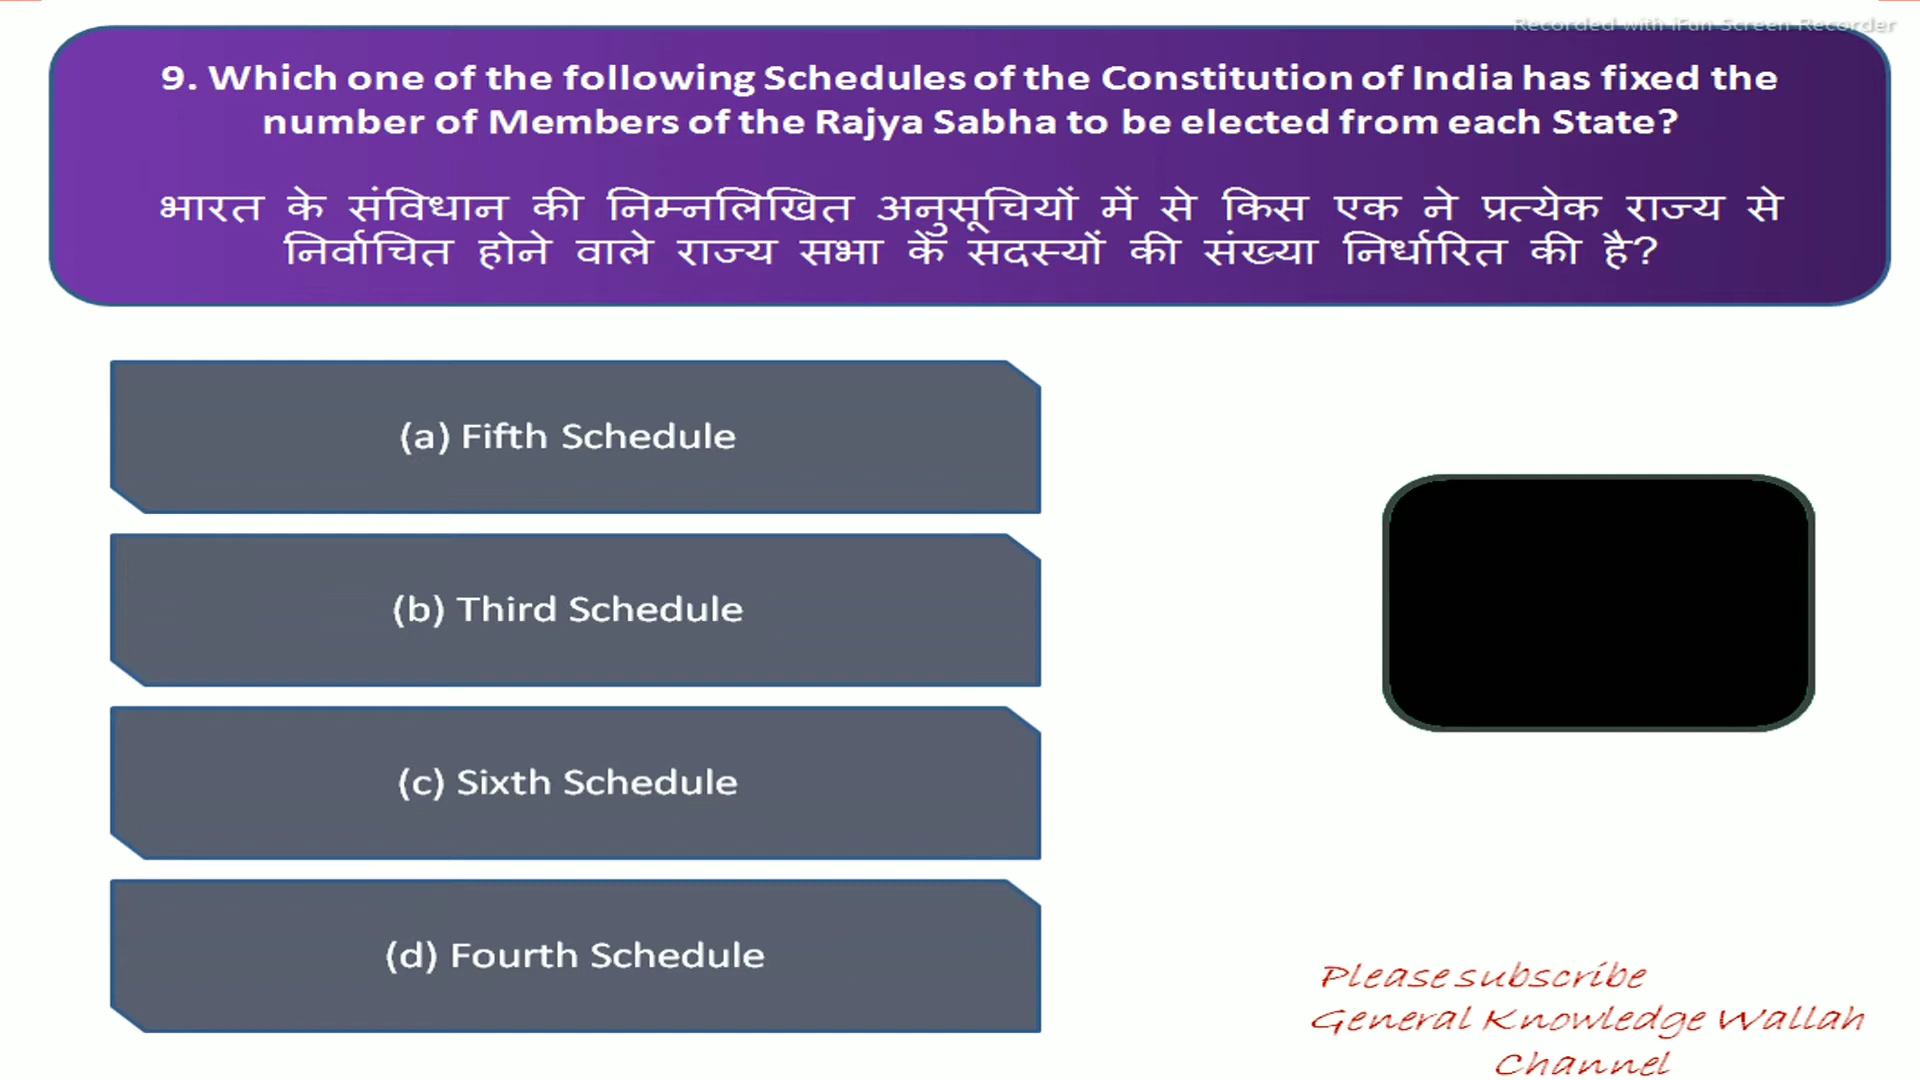 Recorded with iFun Screen Recorder
9. Which one of the following Schedules of the Constitution of India has fixed the
number of Members of the Rajya Sabha to be elected from each State?
भारत के संविधान की निम्नलिखित अनुसूचियों में से किस एक ने प्रत्येक राज्य से
निर्वाचित होने वाले राज्य सभा के सदस्यों की संख्या निर्धारित की है?
(a) Fifth Schedule
(b) Third Schedule
(c) Sixth Schedule
(d) Fourth Schedule
Please subscribe
General Knowledge Wallah
Channel